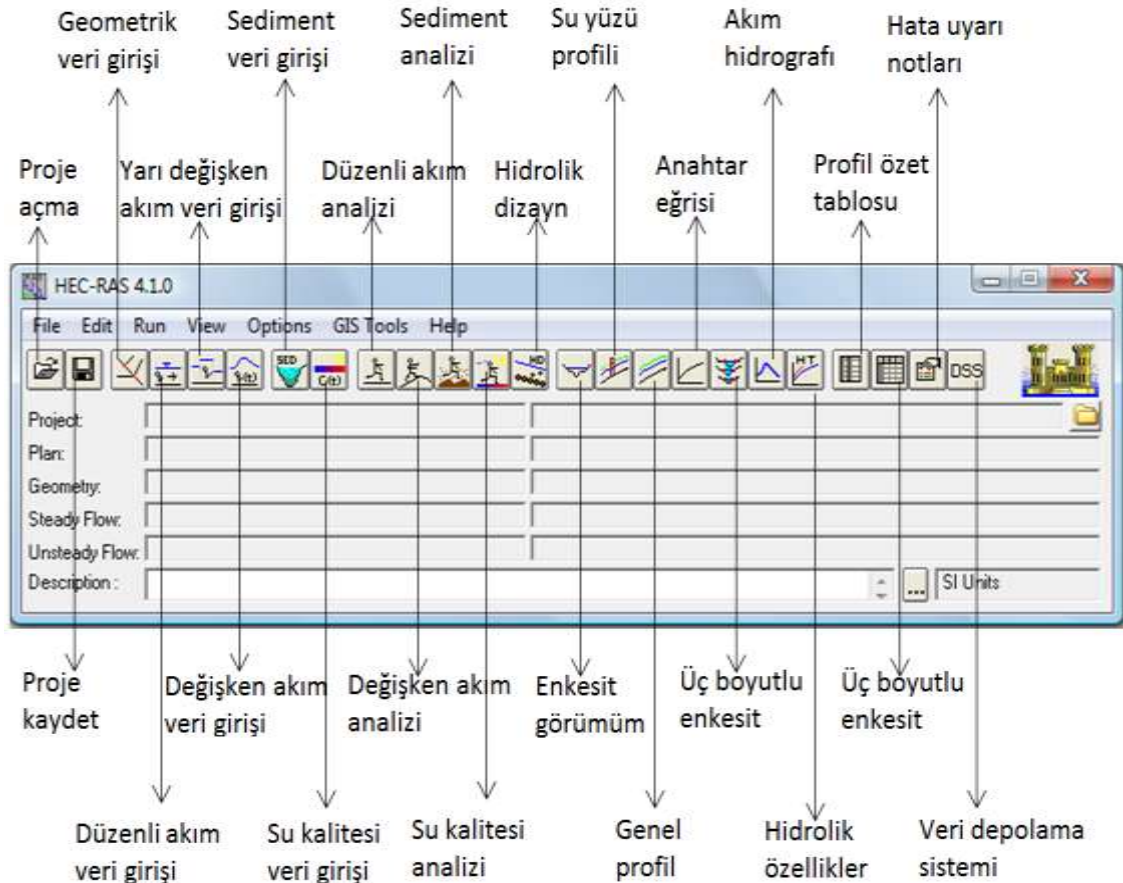 Geometrik
veri girişi
Sediment
veri girişi
Sediment
analizi
Su yüzü
profili
Akım
hidrografı
Hata uyarı
notları
Proje
açma
Yarı değişken
akım veri girişi
Düzenli akım
analizi
Hidrolik
dizayn
Anahtar
eğrisi
Profil özet
tablosu
HEC-RAS 4.1.0
File Edit Run View Options GIS Tools Help
SED
C(t)
HD
HT
DSS
Project:
Plan:
Geometry:
Steady Flow:
Unsteady Flow:
Description :
...
SI Units
Proje
kaydet
Değişken akım
veri girişi
Değişken akım
analizi
Enkesit
görümüm
Üç boyutlu
enkesit
Üç boyutlu
enkesit
Düzenli akım
veri girişi
Su kalitesi
veri girişi
Su kalitesi
analizi
Genel
profil
Hidrolik
özellikler
Veri depolama
sistemi